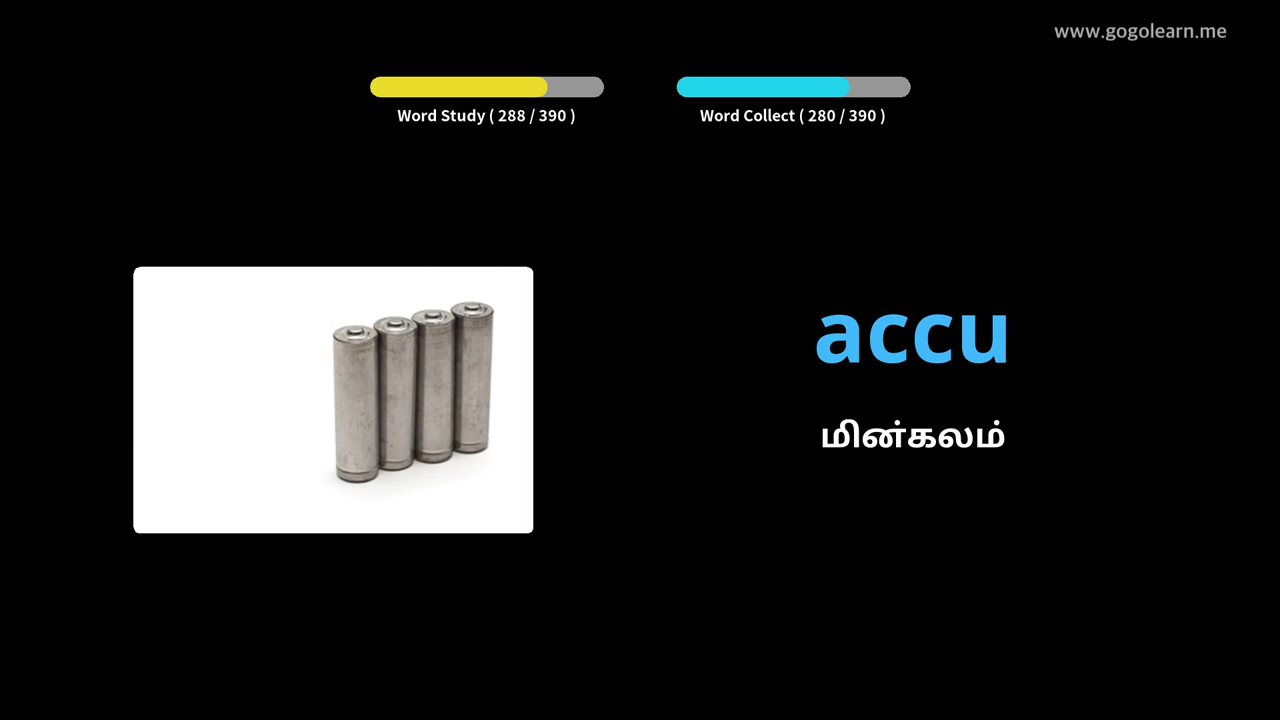 www.gogolearn.me
Word Study ( 288 / 390 )
Word Collect ( 280 / 390 )
accu
மின்கலம்